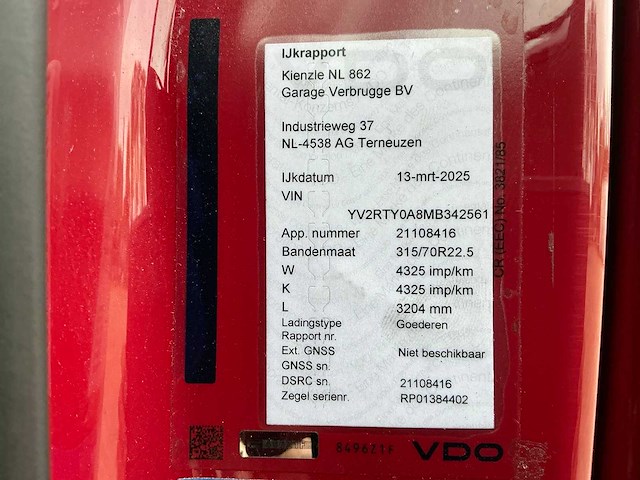 IJkrapport
Kienzle NL 862
Garage Verbrugge BV
Industrieweg 37
NL-4538 AG Terneuzen
IJkdatum 13-mrt-2025
VIN
YV2RTY0A8MB342561
App. nummer 21108416
Bandenmaat 315/70R22.5
W 4325 imp/km
K 4325 imp/km
L 3204 mm
Ladingstype Goederen
Rapport nr.
Ext. GNSS Niet beschikbaar
GNSS sn.
DSRC sn. 21108416
Zegel serienr. RP01384402
CR (EEC) No. 3821/85
VDO